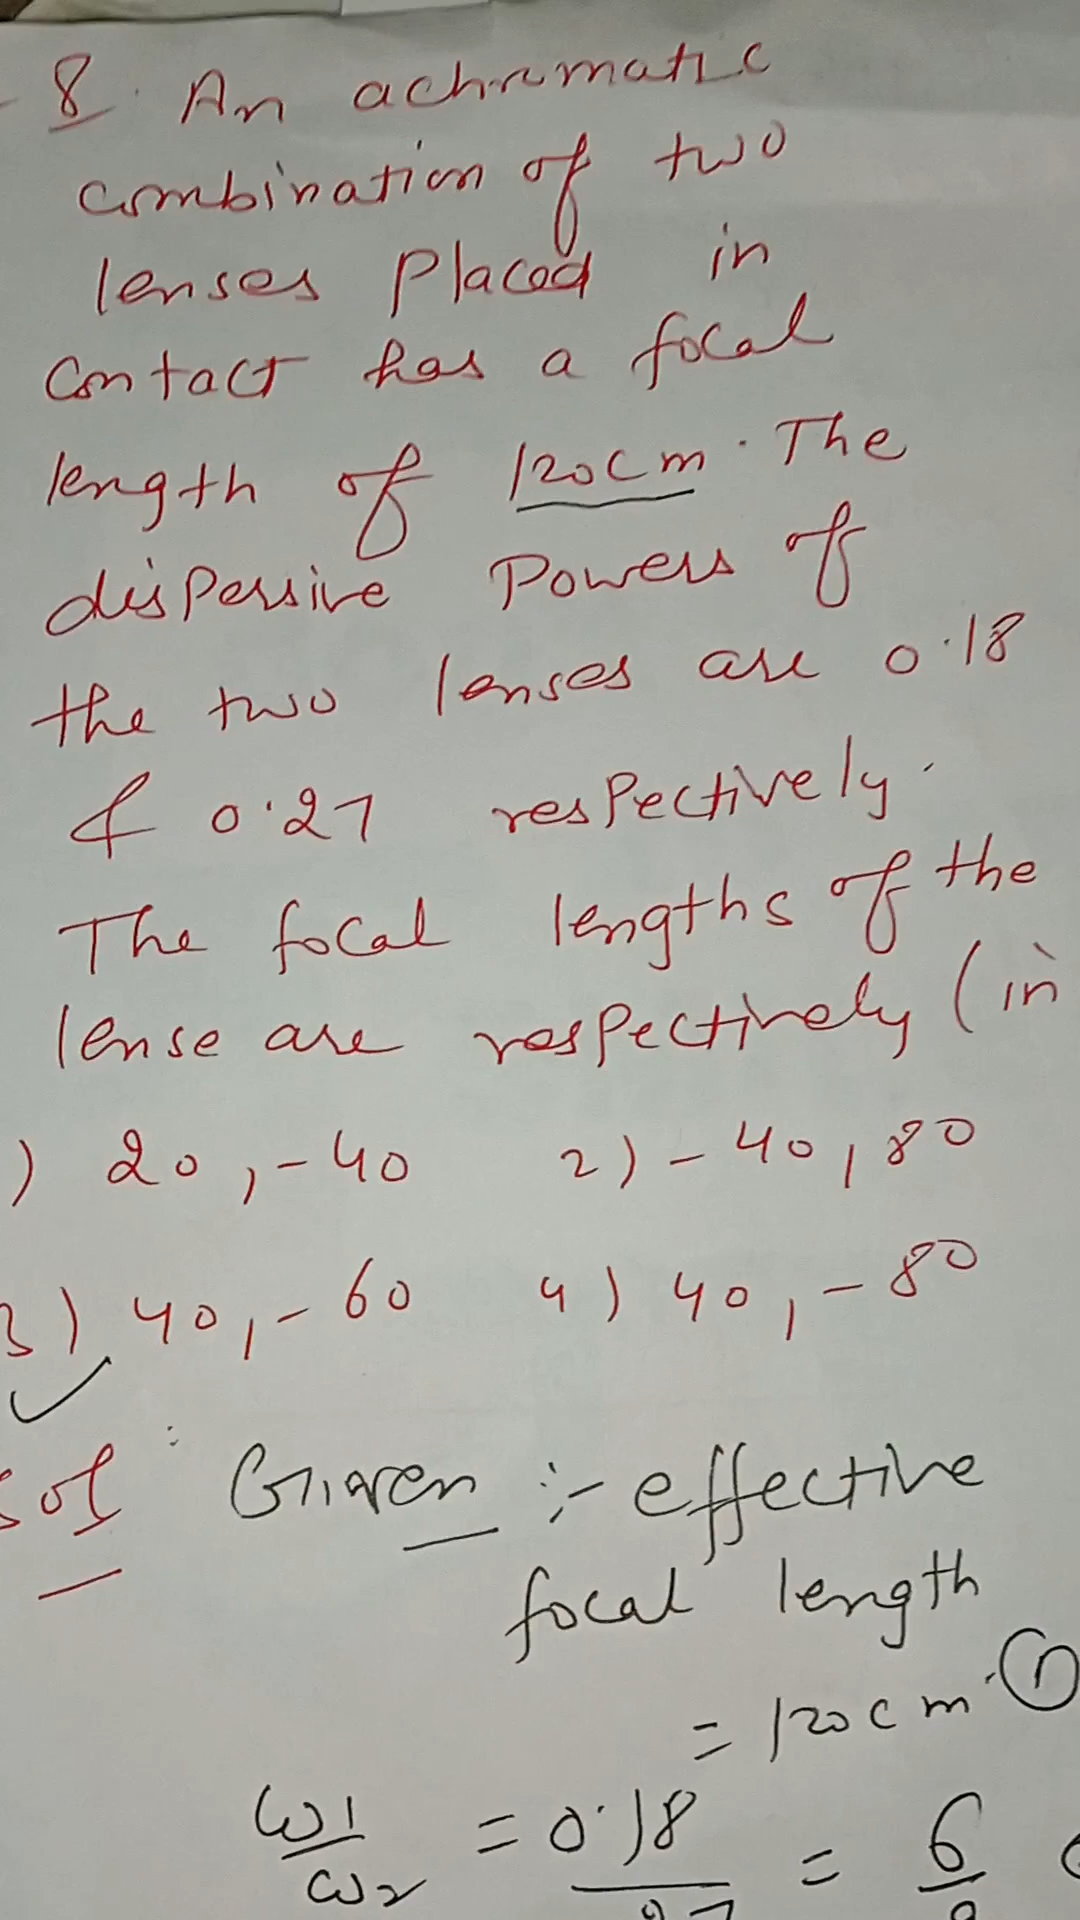 8. An achromatic
combination of two
lenses Placed in
Contact has a focal
length of 120cm. The
dispersive Powers of
the two lenses are 0.18
& 0.27 respectively.
The focal lengths of the
lense are respectively (in
) 20, -40 2) -40, 80
3) 40, -60 4) 40, -80
Sol: Given :- effective
focal length
= 120cm. (1)
ω1/ω2 = 0.18/ = 6/